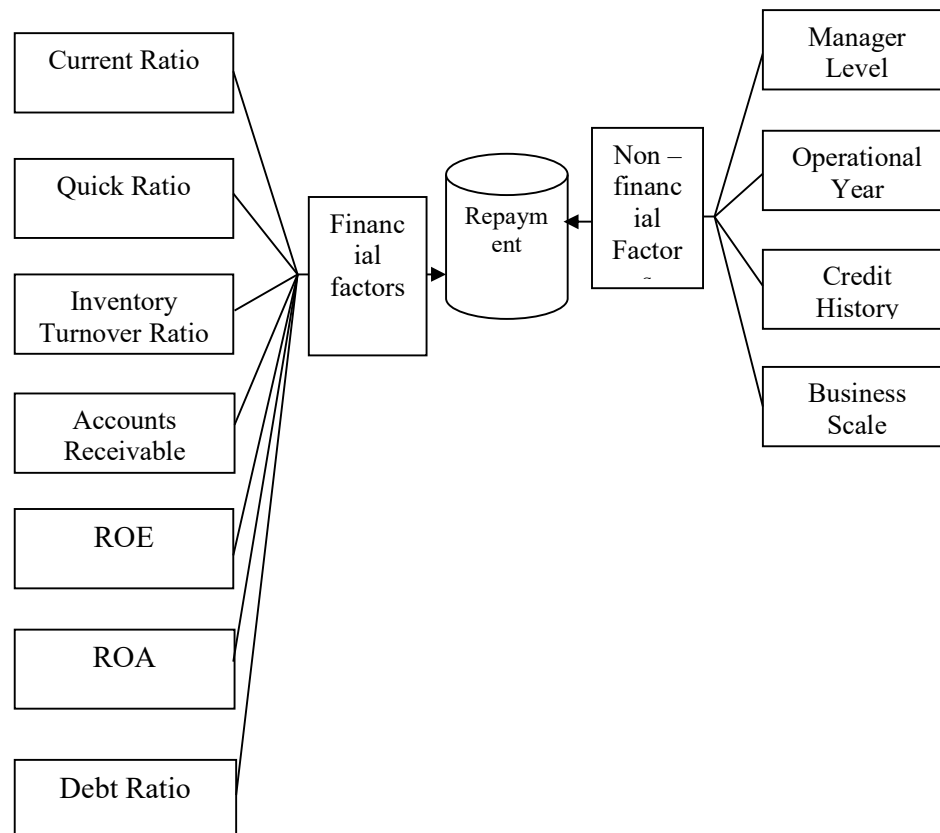 Current Ratio
Quick Ratio
Inventory
Turnover Ratio
Accounts
Receivable
ROE
ROA
Debt Ratio
Financ
ial
factors
Repaym
ent
Non –
financ
ial
Factor
Manager
Level
Operational
Year
Credit
History
Business
Scale